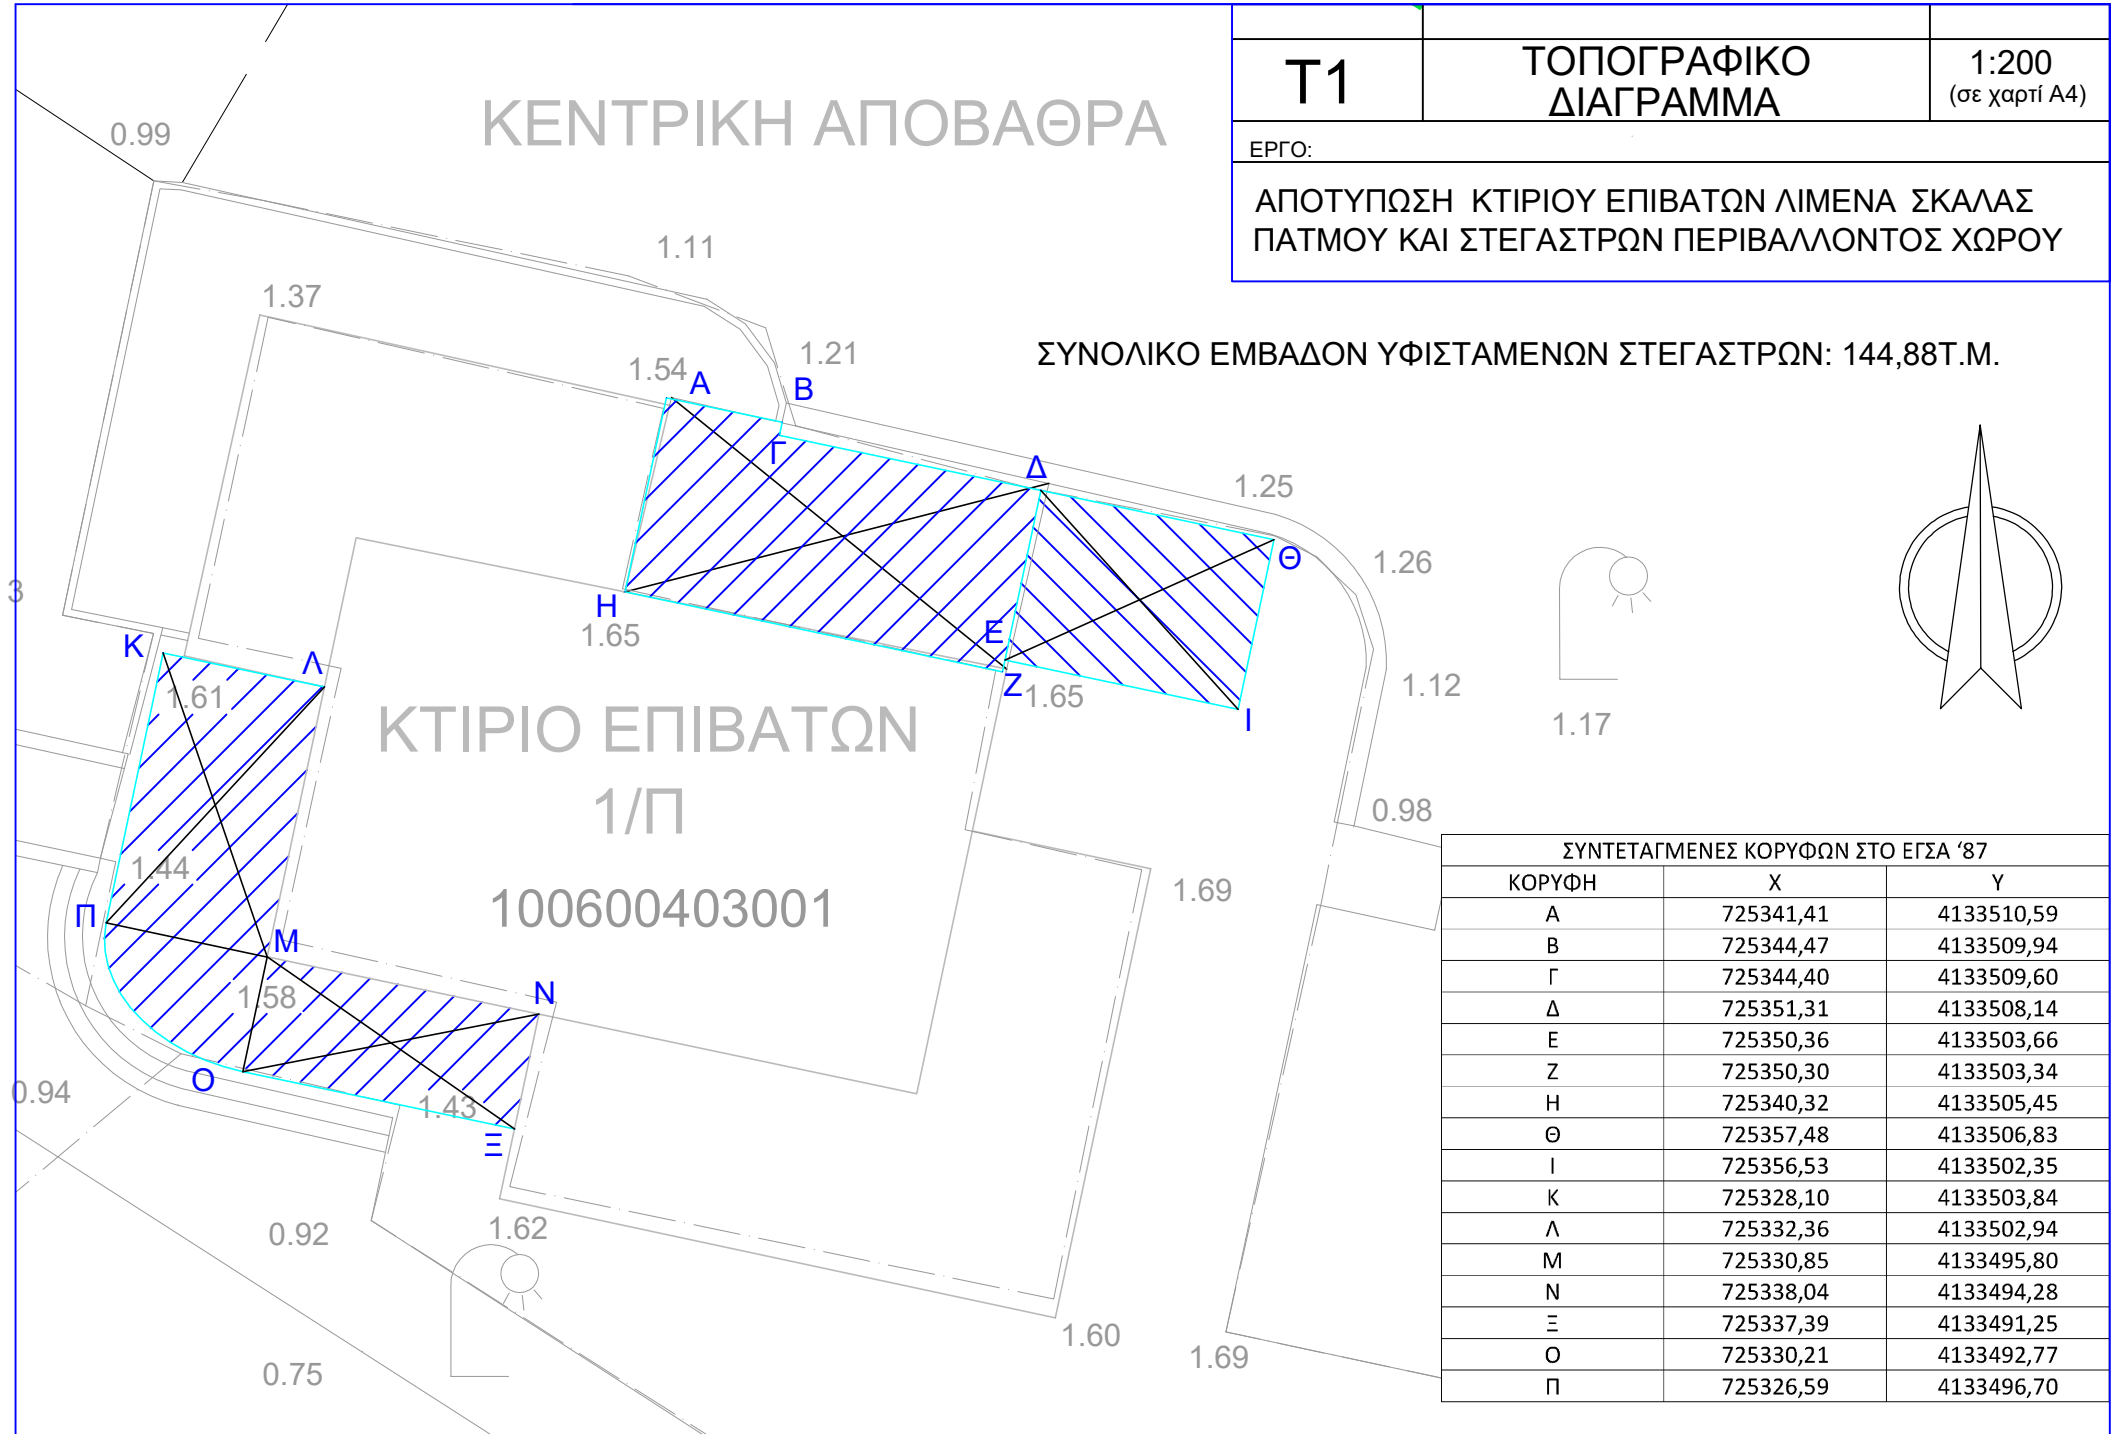 Τ1
ΤΟΠΟΓΡΑΦΙΚΟ
ΔΙΑΓΡΑΜΜΑ
1:200
(σε χαρτί Α4)
ΕΡΓΟ:
ΑΠΟΤΥΠΩΣΗ ΚΤΙΡΙΟΥ ΕΠΙΒΑΤΩΝ ΛΙΜΕΝΑ ΣΚΑΛΑΣ
ΠΑΤΜΟΥ ΚΑΙ ΣΤΕΓΑΣΤΡΩΝ ΠΕΡΙΒΑΛΛΟΝΤΟΣ ΧΩΡΟΥ
ΚΕΝΤΡΙΚΗ ΑΠΟΒΑΘΡΑ
0.99
1.11
1.37
1.21
ΣΥΝΟΛΙΚΟ ΕΜΒΑΔΟΝ ΥΦΙΣΤΑΜΕΝΩΝ ΣΤΕΓΑΣΤΡΩΝ: 144,88Τ.Μ.
1.54
Α
Β
Γ
Δ
1.25
Θ
1.26
3
Η
1.65
Ε
Κ
Λ
Ζ
1.65
1.12
1.61
Ι
1.17
ΚΤΙΡΙΟ ΕΠΙΒΑΤΩΝ
1/Π
100600403001
0.98
1.44
1.69
Π
Μ
1.58
Ν
Ο
0.94
1.43
Ξ
0.92
1.62
1.60
1.69
0.75
ΣΥΝΤΕΤΑΓΜΕΝΕΣ ΚΟΡΥΦΩΝ ΣΤΟ ΕΓΣΑ ‘87
ΚΟΡΥΦΗ Χ Υ
Α 725341,41 4133510,59
Β 725344,47 4133509,94
Γ 725344,40 4133509,60
Δ 725351,31 4133508,14
Ε 725350,36 4133503,66
Ζ 725350,30 4133503,34
Η 725340,32 4133505,45
Θ 725357,48 4133506,83
Ι 725356,53 4133502,35
Κ 725328,10 4133503,84
Λ 725332,36 4133502,94
Μ 725330,85 4133495,80
Ν 725338,04 4133494,28
Ξ 725337,39 4133491,25
Ο 725330,21 4133492,77
Π 725326,59 4133496,70